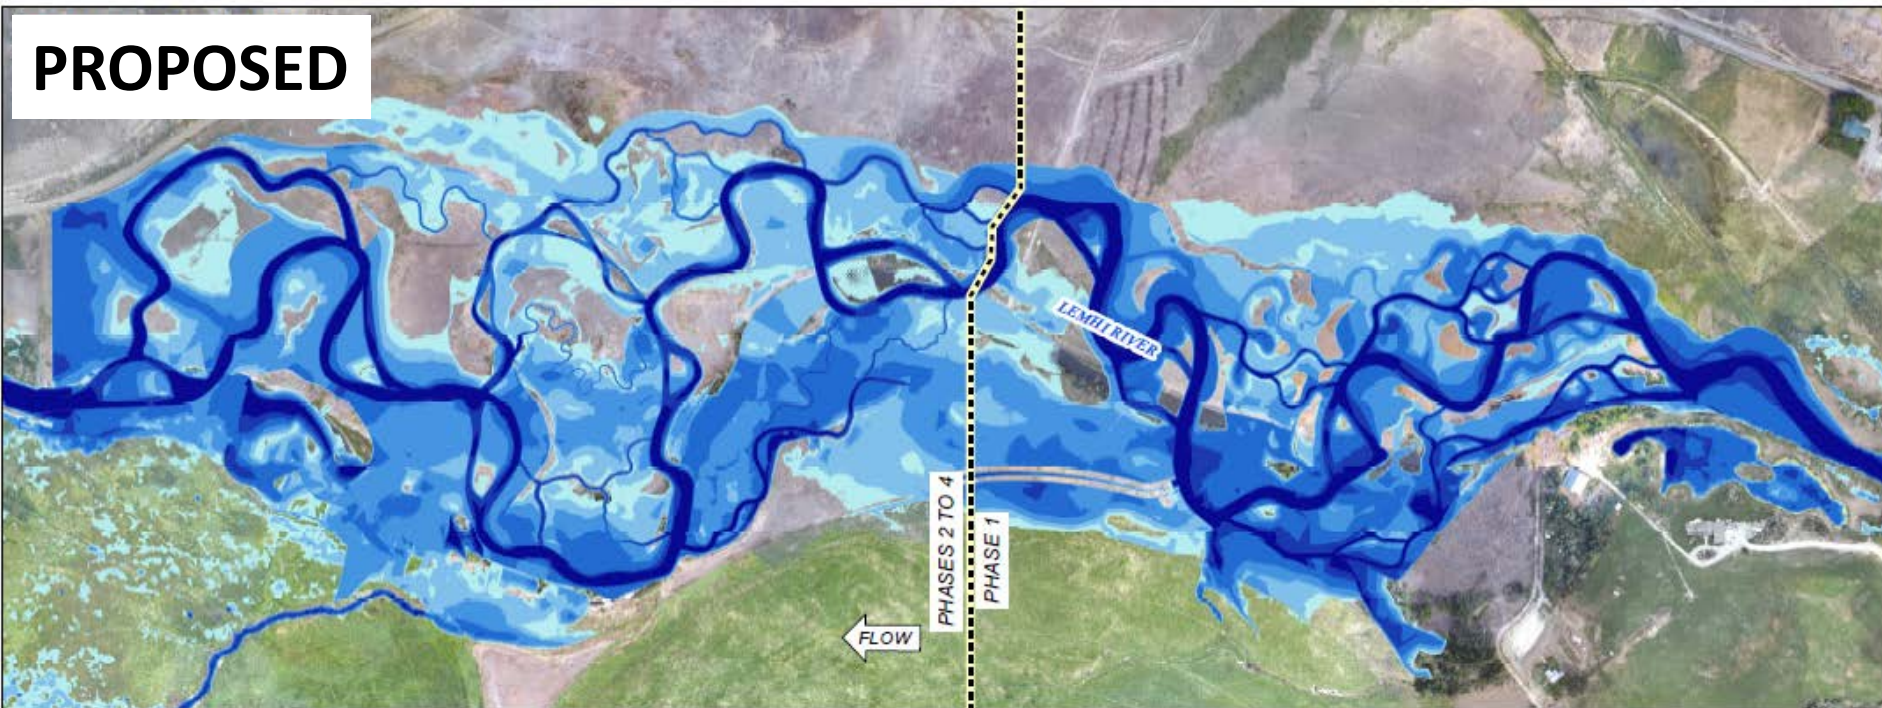 PROPOSED
LEMHI RIVER
PHASES 2 TO 4
PHASE 1
FLOW